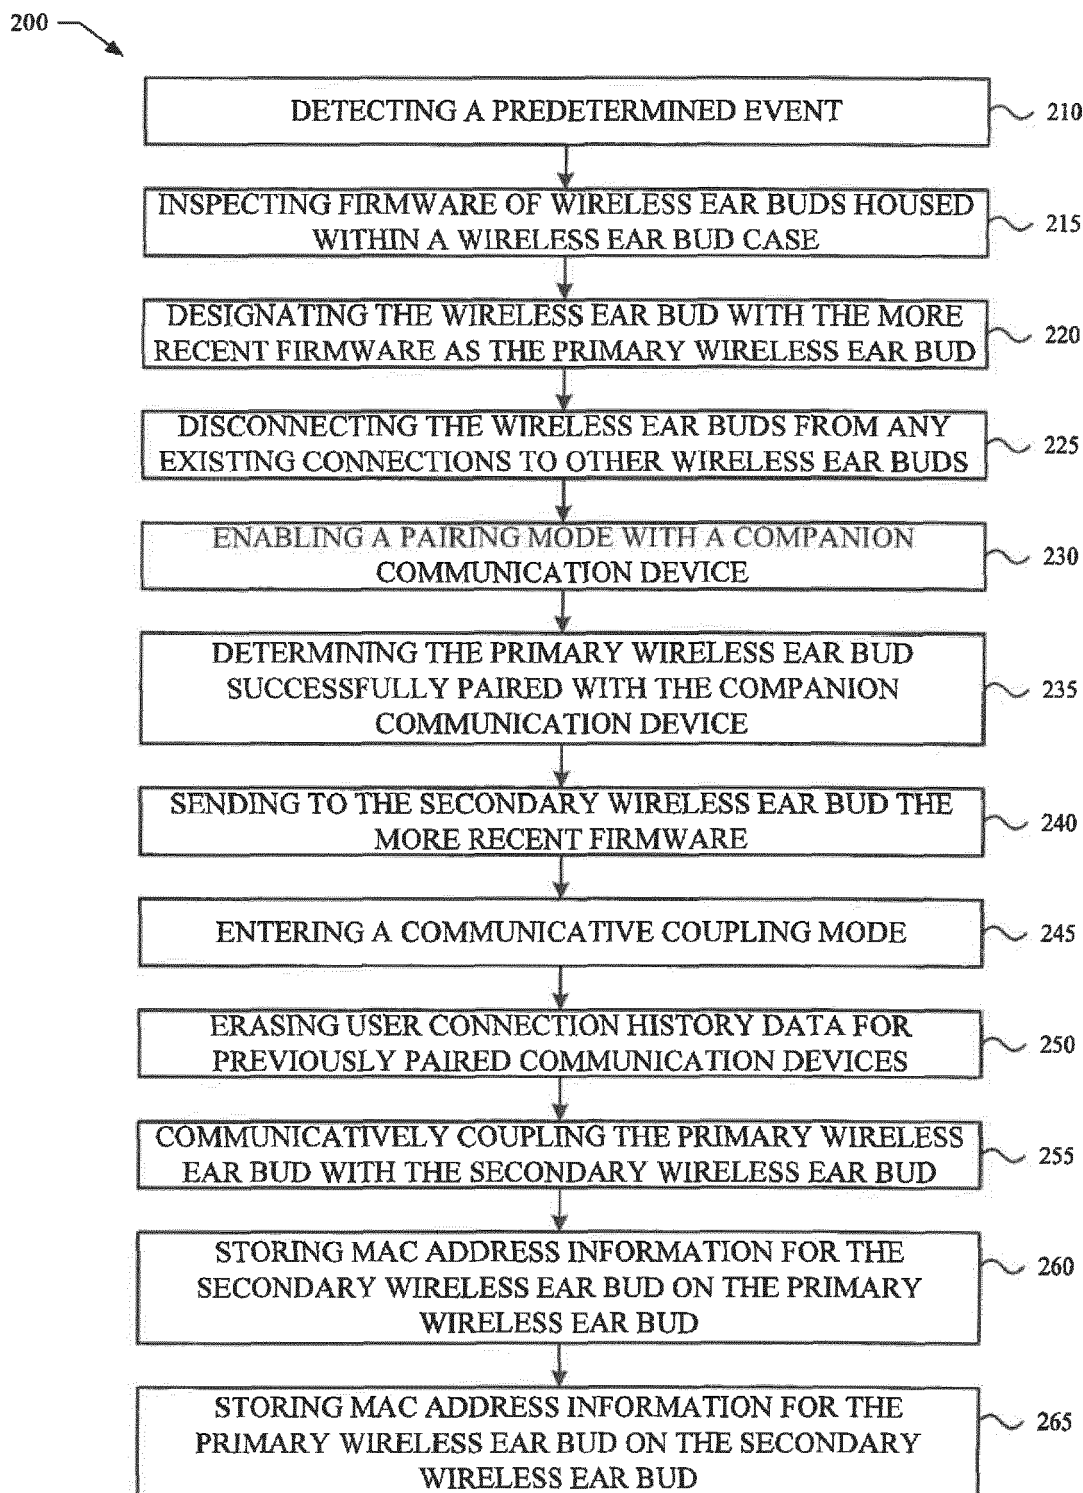 200
DETECTING A PREDETERMINED EVENT
210
INSPECTING FIRMWARE OF WIRELESS EAR BUDS HOUSED
WITHIN A WIRELESS EAR BUD CASE
215
DESIGNATING THE WIRELESS EAR BUD WITH THE MORE
RECENT FIRMWARE AS THE PRIMARY WIRELESS EAR BUD
220
DISCONNECTING THE WIRELESS EAR BUDS FROM ANY
EXISTING CONNECTIONS TO OTHER WIRELESS EAR BUDS
225
ENABLING A PAIRING MODE WITH A COMPANION
COMMUNICATION DEVICE
230
DETERMINING THE PRIMARY WIRELESS EAR BUD
SUCCESSFULLY PAIRED WITH THE COMPANION
COMMUNICATION DEVICE
235
SENDING TO THE SECONDARY WIRELESS EAR BUD THE
MORE RECENT FIRMWARE
240
ENTERING A COMMUNICATIVE COUPLING MODE
245
ERASING USER CONNECTION HISTORY DATA FOR
PREVIOUSLY PAIRED COMMUNICATION DEVICES
250
COMMUNICATIVELY COUPLING THE PRIMARY WIRELESS
EAR BUD WITH THE SECONDARY WIRELESS EAR BUD
255
STORING MAC ADDRESS INFORMATION FOR THE
SECONDARY WIRELESS EAR BUD ON THE PRIMARY
WIRELESS EAR BUD
260
STORING MAC ADDRESS INFORMATION FOR THE
PRIMARY WIRELESS EAR BUD ON THE SECONDARY
WIRELESS EAR BUD
265